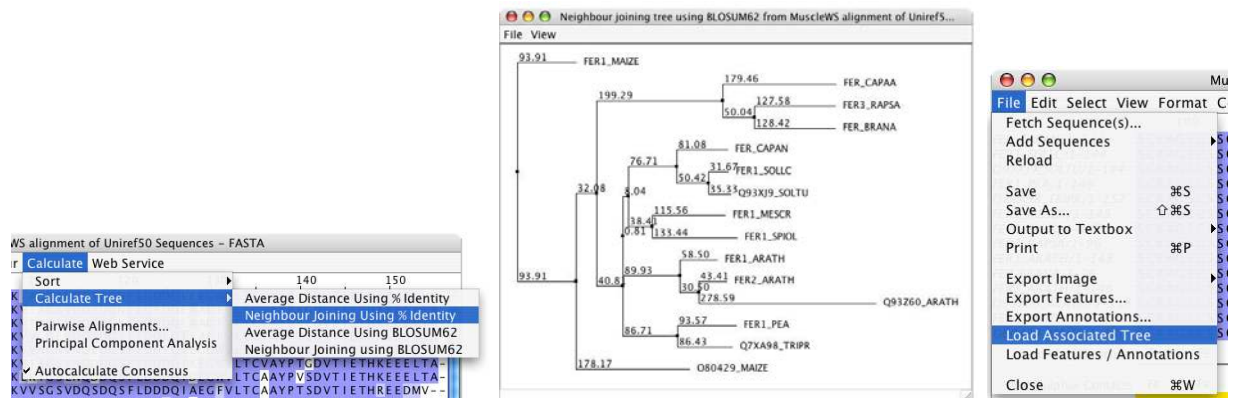 WS alignment of Uniref50 Sequences – FASTA
r Calculate Web Service
Sort
Calculate Tree
Pairwise Alignments...
Principal Component Analysis
✓ Autocalculate Consensus
140 150
Average Distance Using % Identity
Neighbour Joining Using % Identity
Average Distance Using BLOSUM62
Neighbour Joining using BLOSUM62
LTCVAYPTGDVTIETHKEEELTA-
LTCAAYPVSDVTIETHKEEELTA-
KVVSGSVDQSDQSFLDDDQIAEGFVLTCAAYPTSDVTIETHREEDMV--
Neighbour joining tree using BLOSUM62 from MuscleWS alignment of Uniref5...
File View
93.91 FER1_MAIZE
179.46 FER_CAPAA
199.29
127.58 FER3_RAPSA
50.04
128.42 FER_BRANA
81.08 FER_CAPAN
76.71
31.67 FER1_SOLLC
50.42
35.33 Q93XJ9_SOLTU
32.08
8.04
115.56 FER1_MESCR
38.41
0.81
133.44 FER1_SPIOL
58.50 FER1_ARATH
89.93
43.41 FER2_ARATH
30.50
278.59 Q93Z60_ARATH
93.91
40.8
93.57 FER1_PEA
86.71
86.43 Q7XA98_TRIPR
178.17 O80429_MAIZE
Mu
File Edit Select View Format C
Fetch Sequence(s)...
Add Sequences
Reload
Save ⌘S
Save As... ⇧⌘S
Output to Textbox
Print ⌘P
Export Image
Export Features...
Export Annotations...
Load Associated Tree
Load Features / Annotations
Close ⌘W